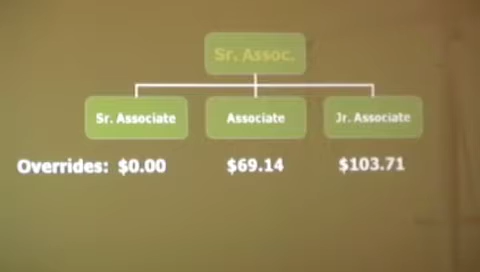 Sr. Assoc.
Sr. Associate Associate Jr. Associate
Overrides: $0.00 $69.14 $103.71